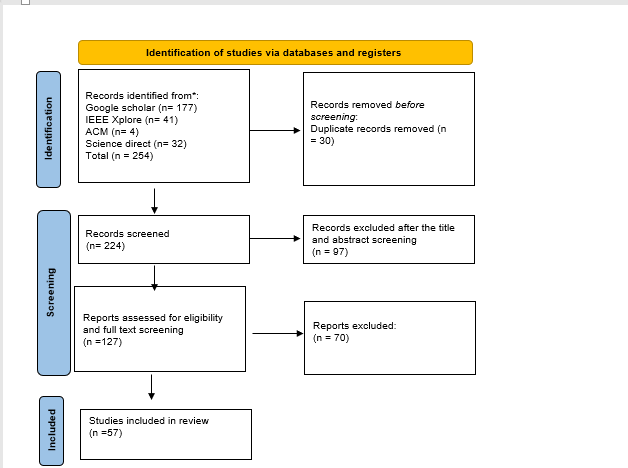 Identification of studies via databases and registers
Identification
Records identified from*:
Google scholar (n= 177)
IEEE Xplore (n= 41)
ACM (n= 4)
Science direct (n= 32)
Total (n = 254)
Records removed before
screening:
Duplicate records removed (n
= 30)
Screening
Records screened
(n= 224)
Records excluded after the title
and abstract screening
(n = 97)
Reports assessed for eligibility
and full text screening
(n =127)
Reports excluded:
(n = 70)
Included
Studies included in review
(n =57)